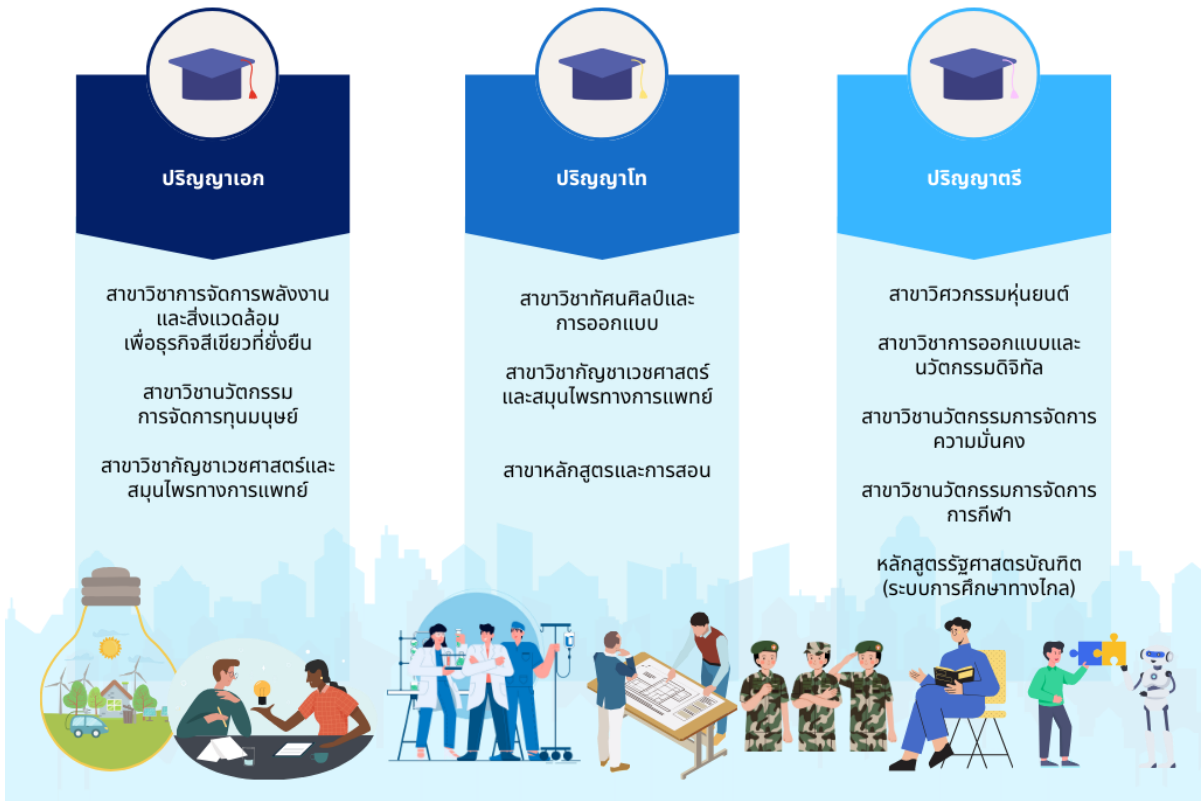 ปริญญาเอก
สาขาวิชาการจัดการพลังงาน
และสิ่งแวดล้อม
เพื่อธุรกิจสีเขียวที่ยั่งยืน
สาขาวิชานวัตกรรม
การจัดการทุนมนุษย์
สาขาวิชากัญชาเวชศาสตร์และ
สมุนไพรทางการแพทย์
ปริญญาโท
สาขาวิชาทัศนศิลป์และ
การออกแบบ
สาขาวิชากัญชาเวชศาสตร์
และสมุนไพรทางการแพทย์
สาขาหลักสูตรและการสอน
ปริญญาตรี
สาขาวิศวกรรมหุ่นยนต์
สาขาวิชาการออกแบบและ
นวัตกรรมดิจิทัล
สาขาวิชานวัตกรรมการจัดการ
ความมั่นคง
สาขาวิชานวัตกรรมการจัดการ
การกีฬา
หลักสูตรรัฐศาสตรบัณฑิต
(ระบบการศึกษาทางไกล)